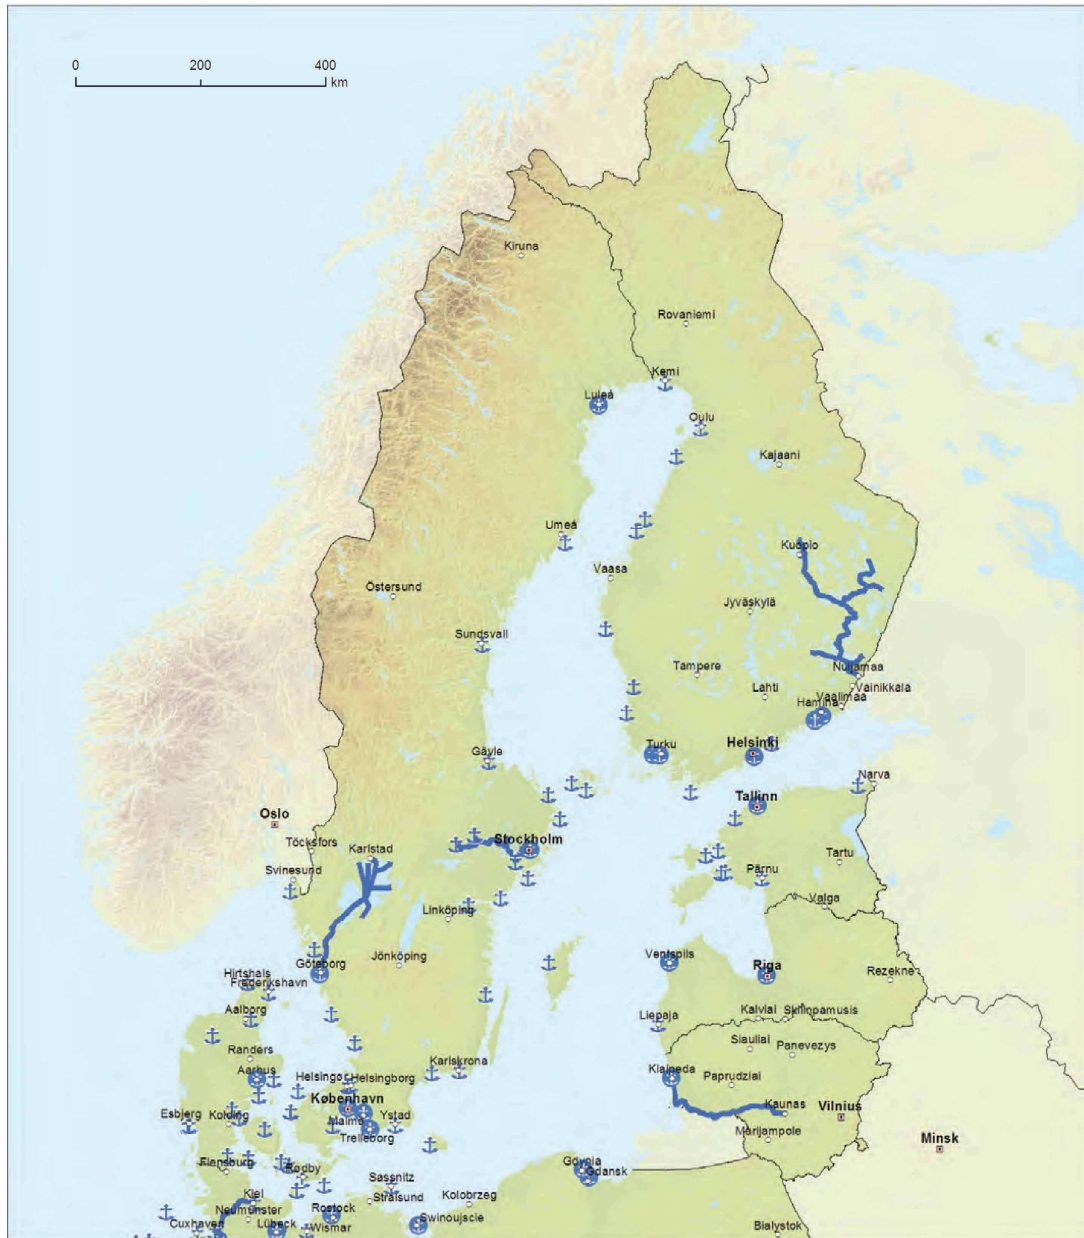 0
200
400
km
Kiruna
Rovaniemi
Kemi
Luleå
Oulu
Kajaani
Umeå
Kuopio
Vaasa
Östersund
Jyväskylä
Sundsvall
Tampere
Nuijamaa
Lahti
Vainikkala
Vaalimaa
Hamina
Turku
Helsinki
Gävle
Narva
Tallinn
Oslo
Töcksfors
Karlstad
Stockholm
Tartu
Svinesund
Pärnu
Valga
Linköping
Ventspils
Jönköping
Göteborg
Riga
Rezekne
Hirtshals
Frederikshavn
Aalborg
Liepaja
Kalviai
Skrinpamusis
Siauliai
Panevezys
Randers
Karlskrona
Aarhus
Helsingør
Helsingborg
Klaipeda
Paprudziai
København
Kaunas
Vilnius
Esbjerg
Kolding
Malmö
Ystad
Trelleborg
Marijampole
Minsk
Flensburg
Rødby
Gdynia
Gdansk
Sassnitz
Kiel
Stralsund
Kolobrzeg
Neumünster
Rostock
Cuxhaven
Lübeck
Wismar
Swinoujscie
Bialystok